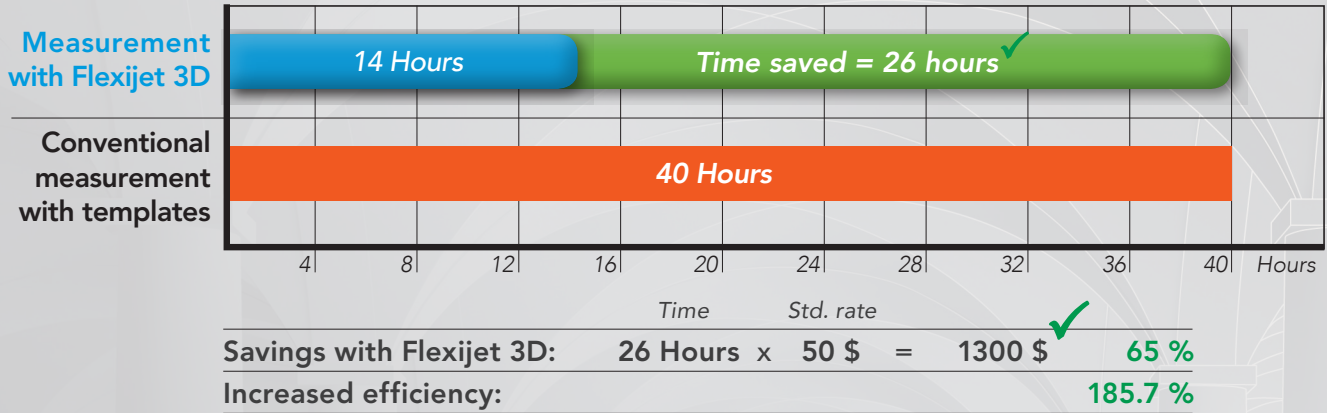 Measurement
with Flexijet 3D
14 Hours
Time saved = 26 hours
Conventional
measurement
with templates
40 Hours
4 8 12 16 20 24 28 32 36 40 Hours
Time Std. rate
Savings with Flexijet 3D: 26 Hours x 50 $ = 1300 $ 65 %
Increased efficiency: 185.7 %